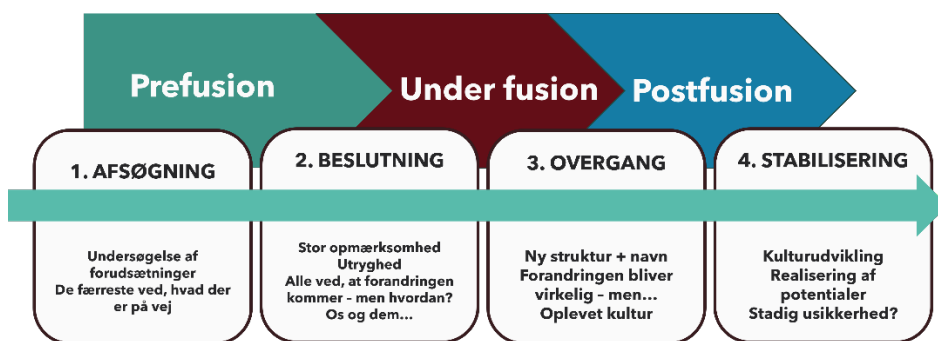 Prefusion
Under fusion
Postfusion
1. AFSØGNING
Undersøgelse af
forudsætninger
De færreste ved, hvad der
er på vej
2. BESLUTNING
Stor opmærksomhed
Utryghed
Alle ved, at forandringen
kommer – men hvordan?
Os og dem…
3. OVERGANG
Ny struktur + navn
Forandringen bliver
virkelig – men…
Oplevet kultur
4. STABILISERING
Kulturudvikling
Realisering af
potentialer
Stadig usikkerhed?